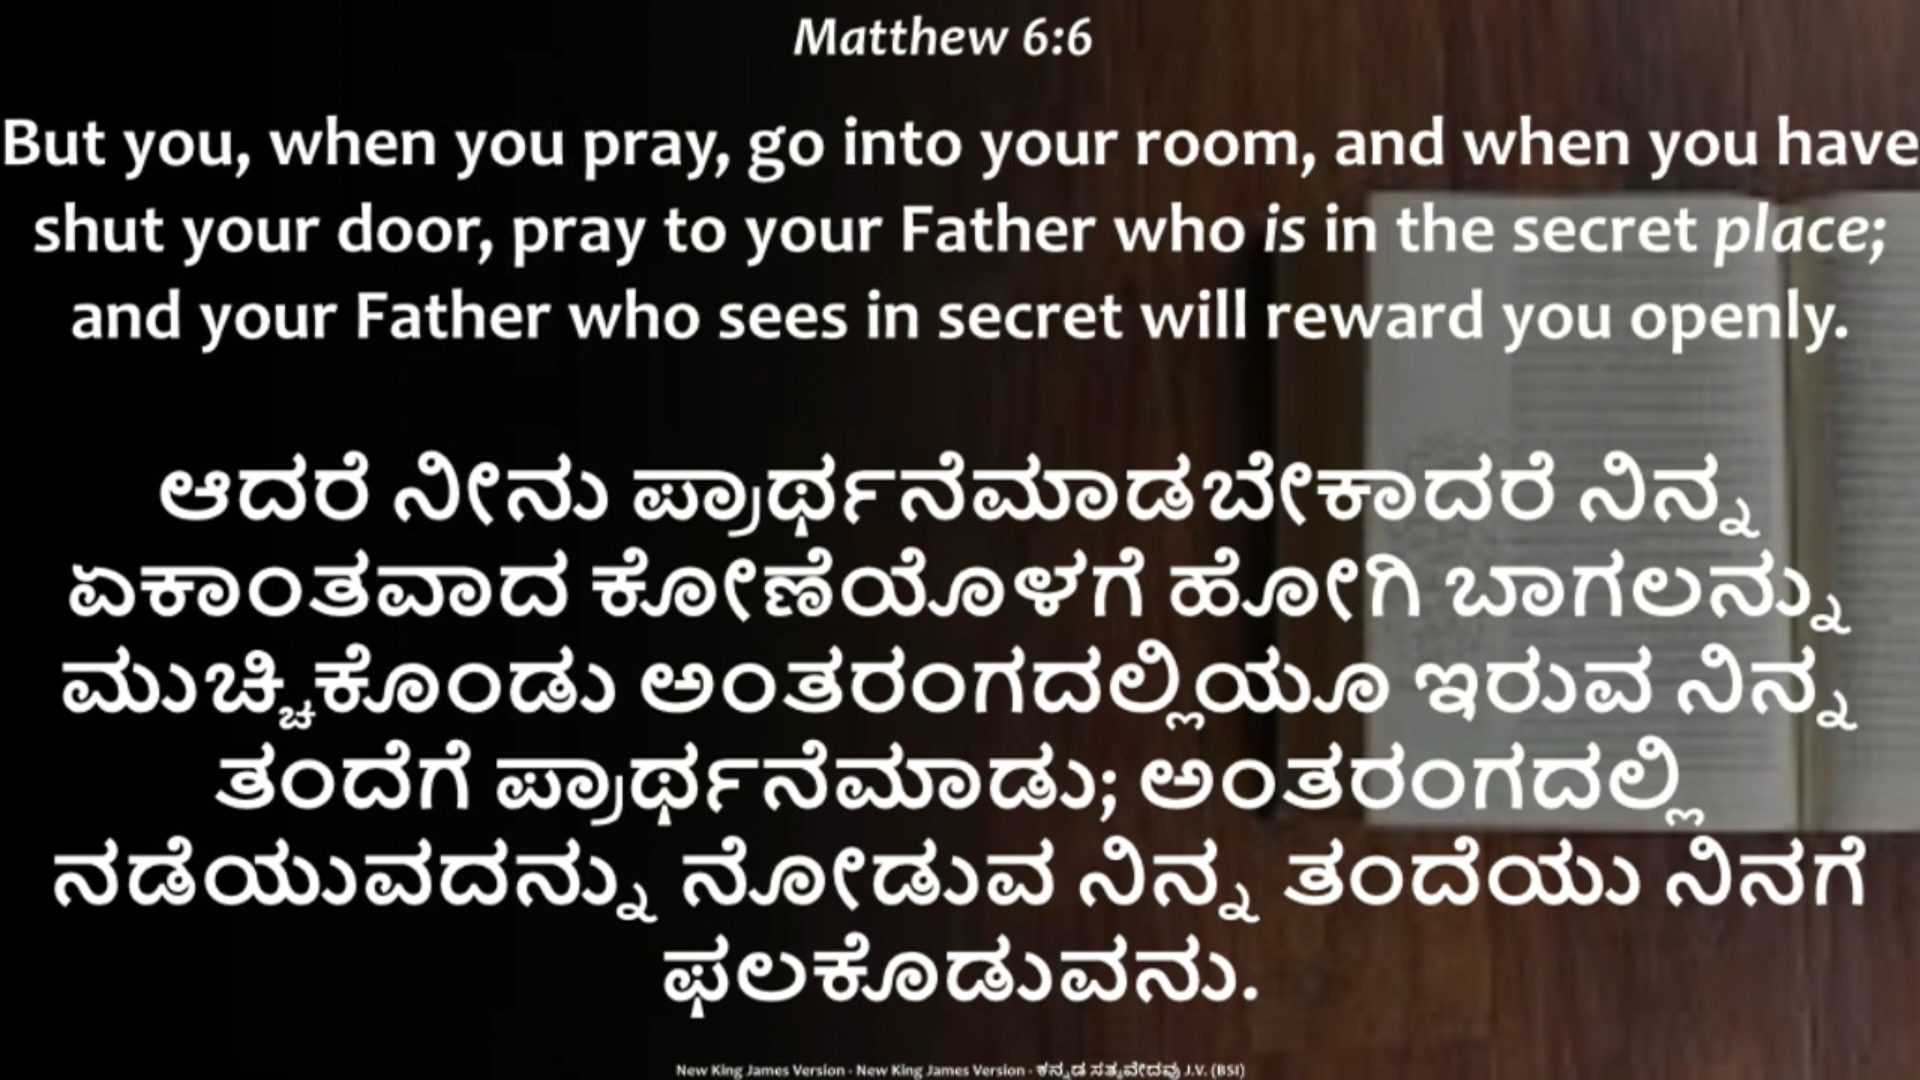 Matthew 6:6
But you, when you pray, go into your room, and when you have
shut your door, pray to your Father who is in the secret place;
and your Father who sees in secret will reward you openly.
ಆದರೆ ನೀನು ಪ್ರಾರ್ಥನೆಮಾಡಬೇಕಾದರೆ ನಿನ್ನ
ಏಕಾಂತವಾದ ಕೋಣೆಯೊಳಗೆ ಹೋಗಿ ಬಾಗಲನ್ನು
ಮುಚ್ಚಿಕೊಂಡು ಅಂತರಂಗದಲ್ಲಿಯೂ ಇರುವ ನಿನ್ನ
ತಂದೆಗೆ ಪ್ರಾರ್ಥನೆಮಾಡು; ಅಂತರಂಗದಲ್ಲಿ
ನಡೆಯುವದನ್ನು ನೋಡುವ ನಿನ್ನ ತಂದೆಯು ನಿನಗೆ
ಫಲಕೊಡುವನು.
New King James Version - New King James Version - ಕನ್ನಡ ಸತ್ಯವೇದವು J.V. (BSI)